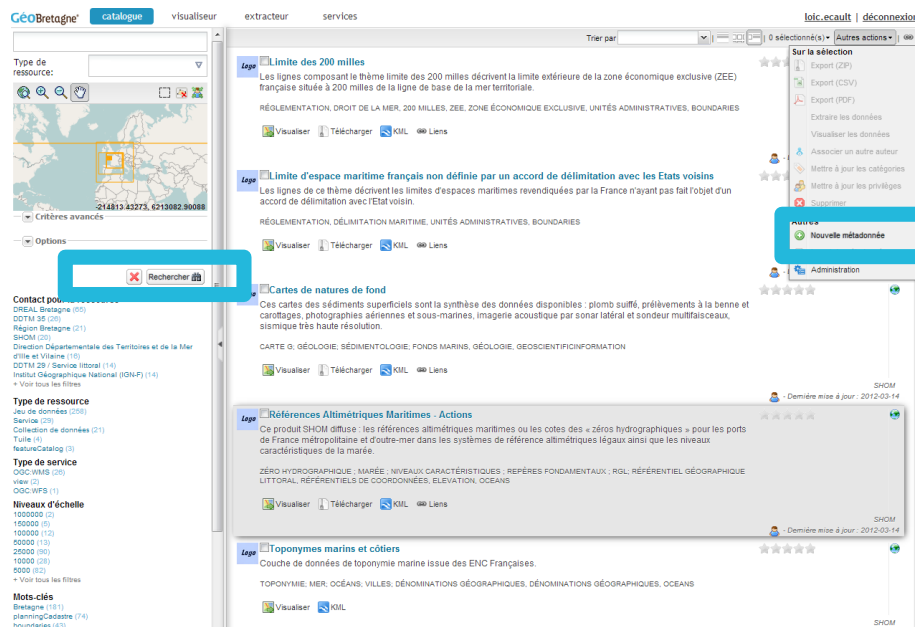 GéoBretagne catalogue visualiseur extracteur services loic.ecault | déconnexion
Trier par | 0 sélectionné(s) Autres actions
Type de ressource:
-214813.43273, 6213082.90088
Critères avancés
Options
Rechercher
Contact pour la ressource
DREAL Bretagne (65)
DDTM 35 (26)
Région Bretagne (21)
SHOM (20)
Direction Départementale des Territoires et de la Mer
d'Ille et Vilaine (16)
DDTM 29 / Service littoral (14)
Institut Géographique National (IGN-F) (14)
+ Voir tous les filtres
Type de ressource
Jeu de données (258)
Service (29)
Collection de données (21)
Tuile (4)
featureCatalog (3)
Type de service
OGC:WMS (26)
view (2)
OGC:WFS (1)
Niveaux d'échelle
1000000 (2)
150000 (5)
100000 (12)
50000 (13)
25000 (90)
10000 (28)
5000 (82)
+ Voir tous les filtres
Mots-clés
Bretagne (181)
planningCadastre (74)
boundaries (43)
Logo Limite des 200 milles
Les lignes composant le thème limite des 200 milles décrivent la limite extérieure de la zone économique exclusive (ZEE)
française située à 200 milles de la ligne de base de la mer territoriale.
RÉGLEMENTATION, DROIT DE LA MER, 200 MILLES, ZEE, ZONE ÉCONOMIQUE EXCLUSIVE, UNITÉS ADMINISTRATIVES, BOUNDARIES
Visualiser Télécharger KML Liens
Logo Limite d'espace maritime français non définie par un accord de délimitation avec les Etats voisins
Les lignes de ce thème décrivent les limites d'espaces maritimes revendiquées par la France n'ayant pas fait l'objet d'un
accord de délimitation avec l'Etat voisin.
RÉGLEMENTATION, DÉLIMITATION MARITIME, UNITÉS ADMINISTRATIVES, BOUNDARIES
Visualiser Télécharger KML Liens
Cartes de natures de fond
Ces cartes des sédiments superficiels sont la synthèse des données disponibles : plomb suiffé, prélèvements à la benne et
carottages, photographies aériennes et sous-marines, imagerie acoustique par sonar latéral et sondeur multifaisceaux,
sismique très haute résolution.
CARTE G; GÉOLOGIE; SÉDIMENTOLOGIE; FONDS MARINS, GÉOLOGIE, GEOSCIENTIFICINFORMATION
Visualiser Télécharger KML Liens
SHOM
- Dernière mise à jour : 2012-03-14
Logo Références Altimétriques Maritimes - Actions
Ce produit SHOM diffuse : les références altimétriques maritimes ou les cotes des « zéros hydrographiques » pour les ports
de France métropolitaine et d'outre-mer dans les systèmes de référence altimétriques légaux ainsi que les niveaux
caractéristiques de la marée.
ZÉRO HYDROGRAPHIQUE ; MARÉE ; NIVEAUX CARACTÉRISTIQUES ; REPÈRES FONDAMENTAUX ; RGL; RÉFÉRENTIEL GÉOGRAPHIQUE
LITTORAL, RÉFÉRENTIELS DE COORDONNÉES, ELEVATION, OCEANS
Visualiser Télécharger KML Liens
SHOM
- Dernière mise à jour : 2012-03-14
Logo Toponymes marins et côtiers
Couche de données de toponymie marine issue des ENC Françaises.
TOPONYMIE; MER; OCÉANS; VILLES; DÉNOMINATIONS GÉOGRAPHIQUES, DÉNOMINATIONS GÉOGRAPHIQUES, OCEANS
Visualiser KML
SHOM
Sur la sélection
Export (ZIP)
Export (CSV)
Export (PDF)
Extraire les données
Visualiser les données
Associer un autre auteur
Mettre à jour les catégories
Mettre à jour les privilèges
Supprimer
Autres
Nouvelle métadonnée
Administration